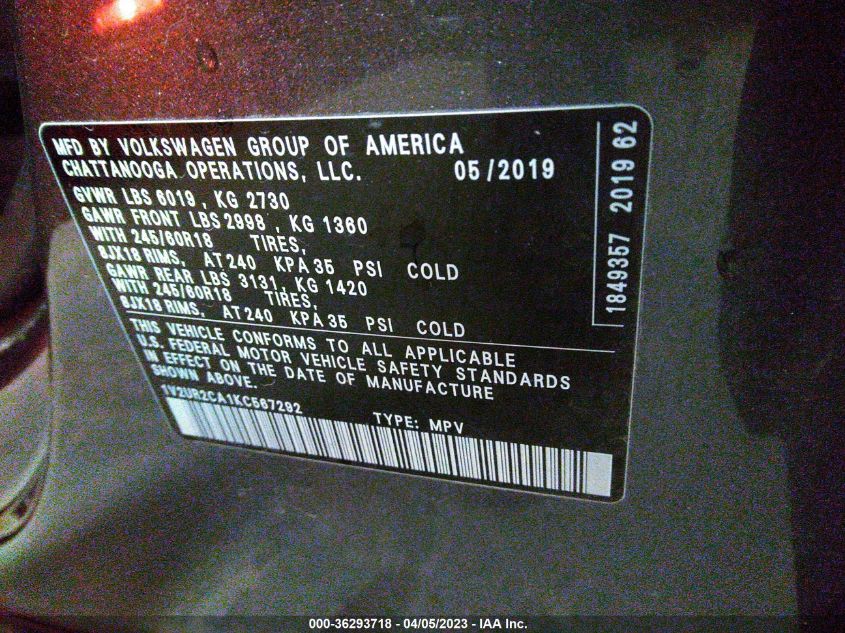 MFD BY VOLKSWAGEN GROUP OF AMERICA
CHATTANOOGA OPERATIONS, LLC. 05/2019
GVWR LBS 6019, KG 2730
GAWR FRONT LBS 2998, KG 1360
WITH 245/60R18 TIRES,
8JX18 RIMS, AT 240 KPA 35 PSI COLD
GAWR REAR LBS 3131, KG 1420
WITH 245/60R18 TIRES,
8JX18 RIMS, AT 240 KPA 35 PSI COLD
THIS VEHICLE CONFORMS TO ALL APPLICABLE
U.S. FEDERAL MOTOR VEHICLE SAFETY STANDARDS
IN EFFECT ON THE DATE OF MANUFACTURE
SHOWN ABOVE.
1V2UR2CA1KC567292 TYPE: MPV
1849357 2019 62
000-36293718 - 04/05/2023 - IAA Inc.